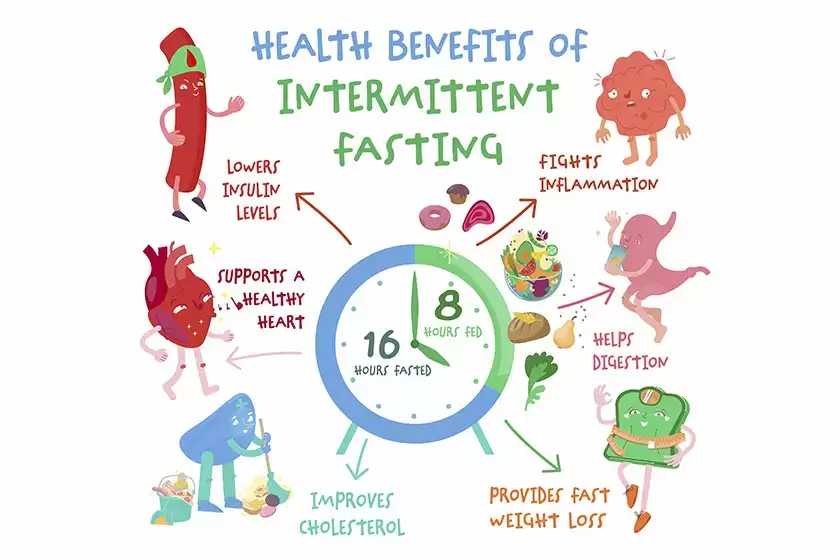 HEALTH BENEFITS OF
INTERMITTENT
FASTING
LOWERS
INSULIN
LEVELS
FIGHTS
INFLAMMATION
SUPPORTS A
HEALTHY
HEART
16
HOURS FASTED
8
HOURS FED
HELPS
DIGESTION
IMPROVES
CHOLESTEROL
PROVIDES FAST
WEIGHT LOSS